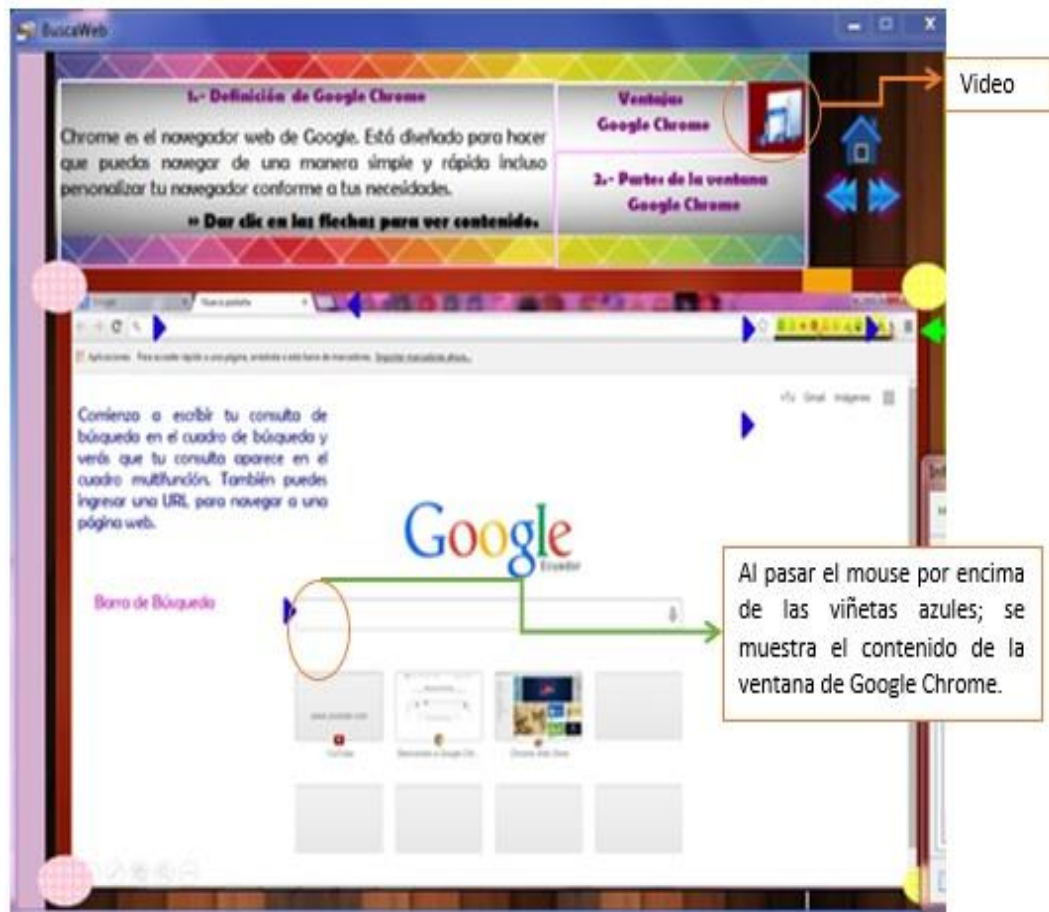 BuscaWeb
1.- Definición de Google Chrome
Chrome es el navegador web de Google. Está diseñado para hacer
que puedas navegar de una manera simple y rápida incluso
personalizar tu navegador conforme a tus necesidades.
» Dar clic en las flechas para ver contenido.
Ventajas
Google Chrome
2.- Partes de la ventana
Google Chrome
Video
Nueva pestaña
Aplicaciones
Gmail Imágenes
Comienza a escribir tu consulta de
búsqueda en el cuadro de búsqueda y
verás que tu consulta aparece en el
cuadro multifunción. También puedes
ingresar una URL para navegar a una
página web.
Google
Ecuador
Barra de Búsqueda
Al pasar el mouse por encima
de las viñetas azules; se
muestra el contenido de la
ventana de Google Chrome.
YouTube
Chrome Web Store